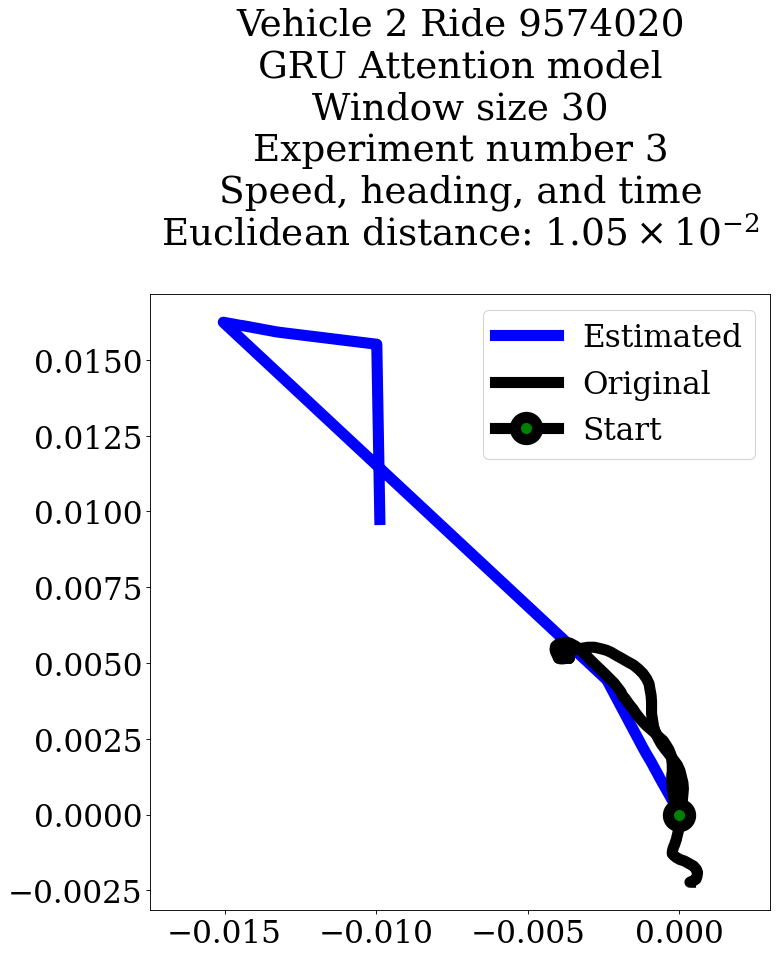 Vehicle 2 Ride 9574020
GRU Attention model
Window size 30
Experiment number 3
Speed, heading, and time
Euclidean distance: 1.05 × 10⁻²
Estimated
Original
Start
0.0150
0.0125
0.0100
0.0075
0.0050
0.0025
0.0000
−0.0025
−0.015 −0.010 −0.005 0.000